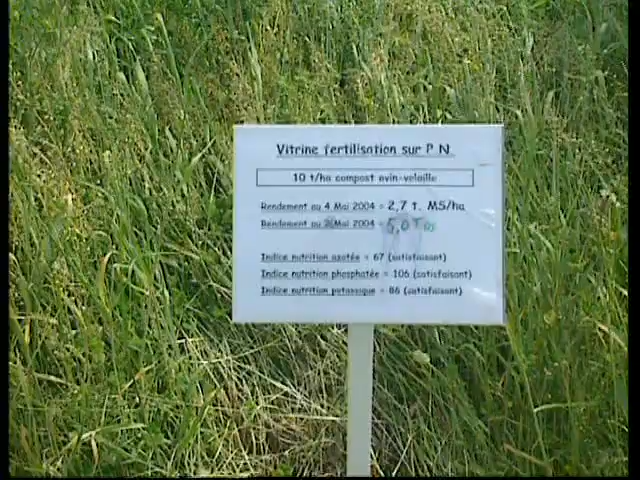 Vitrine fertilisation sur P N.
10 t/ha compost ovin-volaille
Rendement au 4 Mai 2004 = 2,7 t. MS/ha
Rendement au Mai 2004 = 5,0 T
Indice nutrition azotée = 67 (satisfaisant)
Indice nutrition phosphatée = 106 (satisfaisant)
Indice nutrition potassique = 86 (satisfaisant)